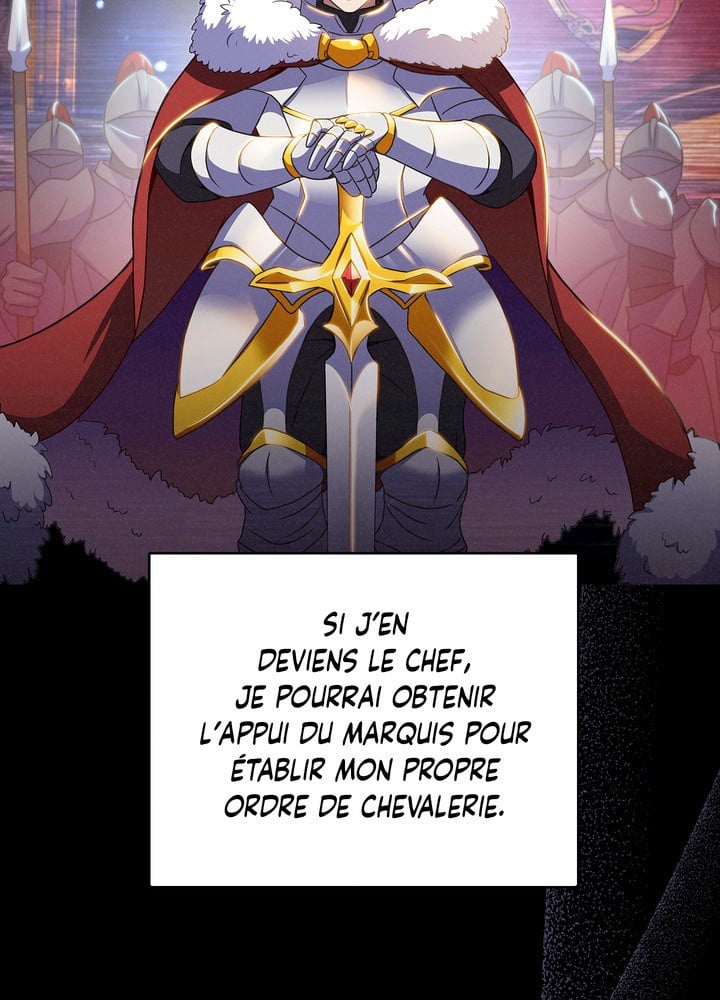 SI J'EN
DEVIENS LE CHEF,
JE POURRAI OBTENIR
L'APPUI DU MARQUIS POUR
ÉTABLIR MON PROPRE
ORDRE DE CHEVALERIE.